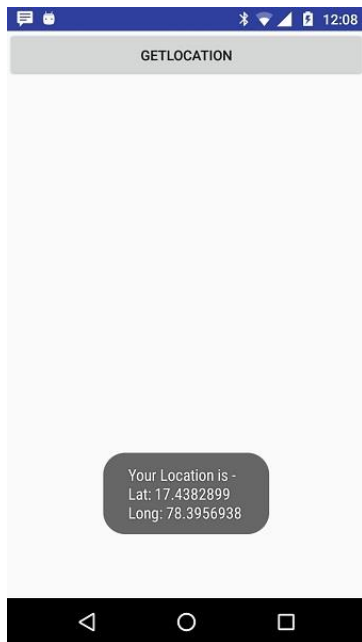 12:08
GETLOCATION
Your Location is -
Lat: 17.4382899
Long: 78.3956938